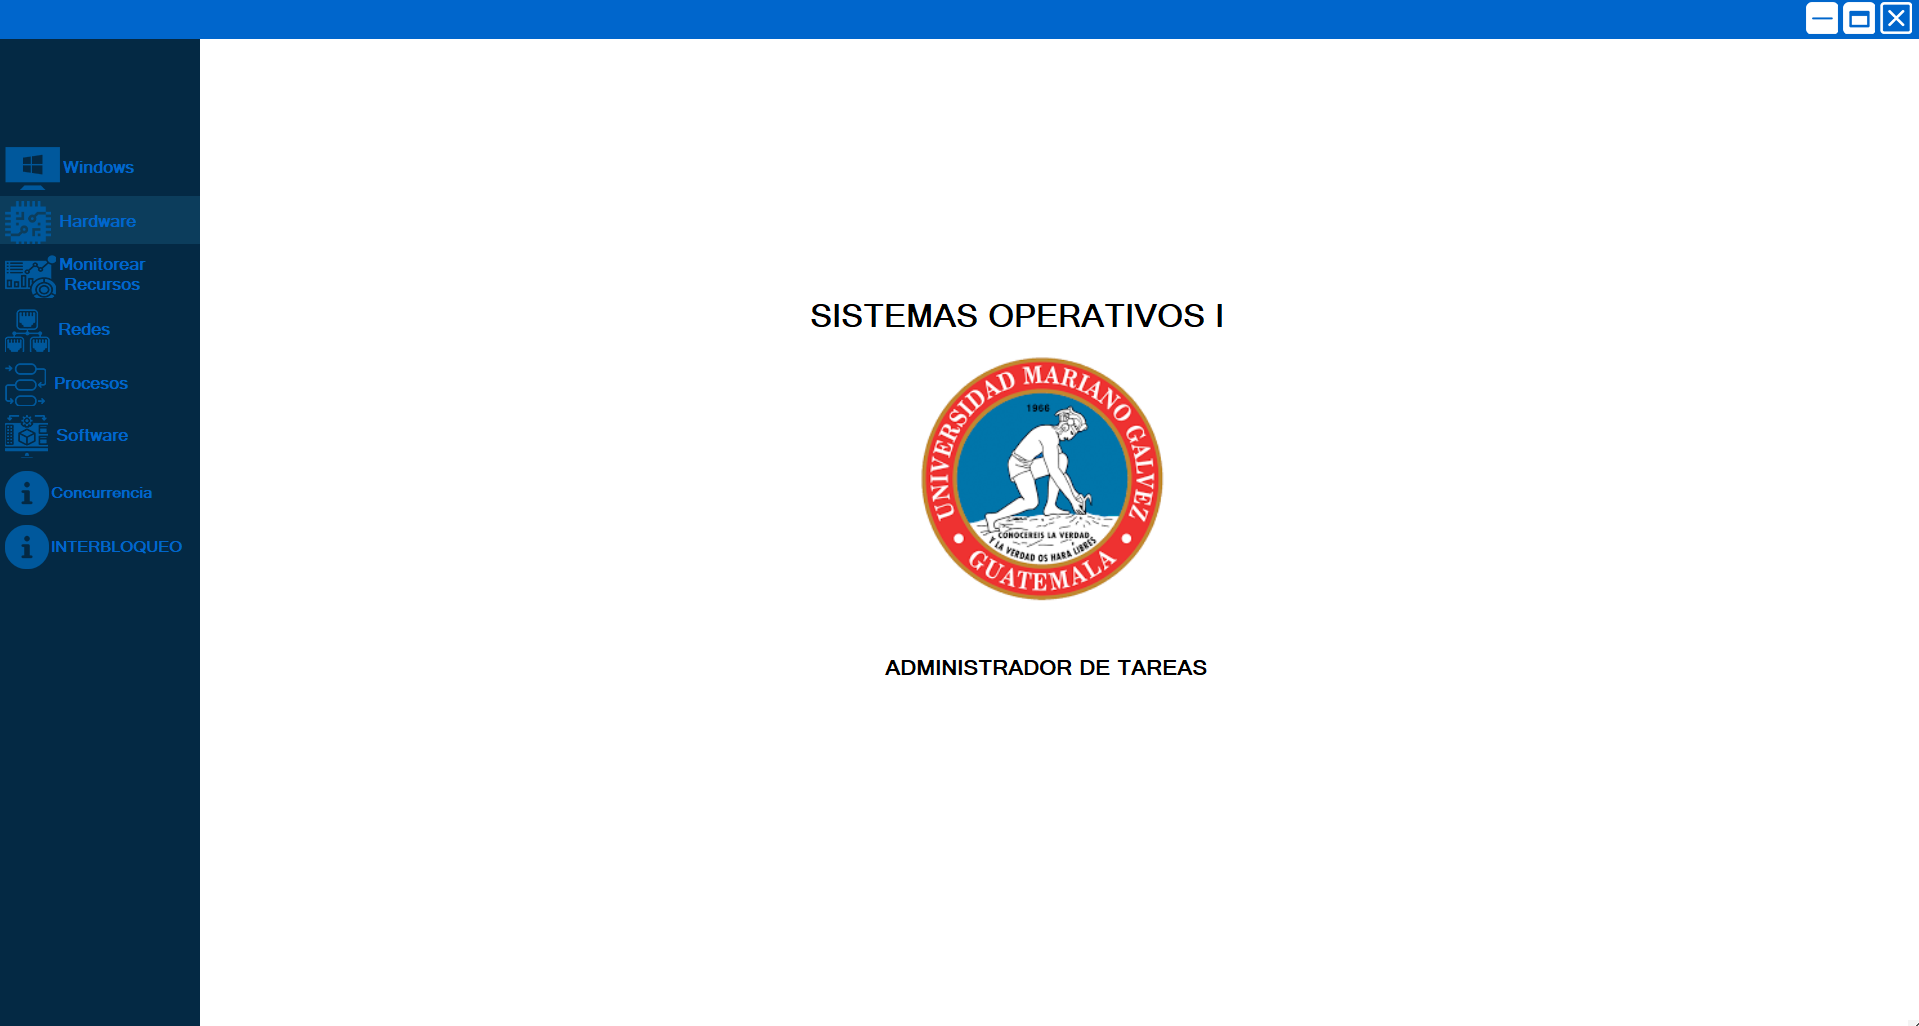 Windows
Hardware
Monitorear
Recursos
Redes
Procesos
Software
Concurrencia
INTERBLOQUEO
SISTEMAS OPERATIVOS I
UNIVERSIDAD MARIANO GALVEZ
1966
CONOCEREIS LA VERDAD
Y LA VERDAD OS HARA LIBRES
GUATEMALA
ADMINISTRADOR DE TAREAS